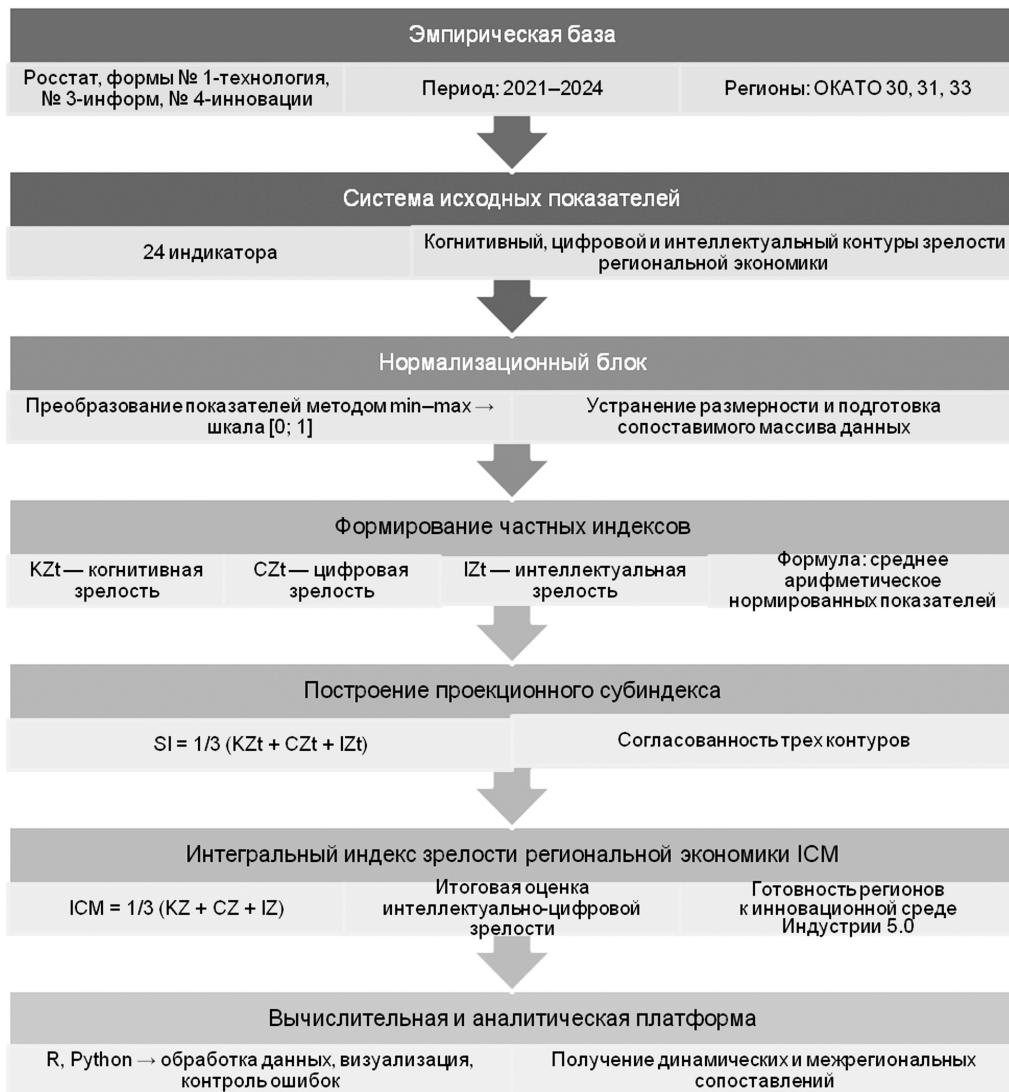 Эмпирическая база
Росстат, формы № 1-технология,
№ 3-информ, № 4-инновации
Период: 2021–2024
Регионы: ОКАТО 30, 31, 33
Система исходных показателей
24 индикатора
Когнитивный, цифровой и интеллектуальный контуры зрелости
региональной экономики
Нормализационный блок
Преобразование показателей методом min–max →
шкала [0; 1]
Устранение размерности и подготовка
сопоставимого массива данных
Формирование частных индексов
KZt — когнитивная
зрелость
CZt — цифровая
зрелость
IZt — интеллектуальная
зрелость
Формула: среднее
арифметическое
нормированных показателей
Построение проекционного субиндекса
SI = 1/3 (KZt + CZt + IZt)
Согласованность трех контуров
Интегральный индекс зрелости региональной экономики ICM
ICM = 1/3 (KZ + CZ + IZ)
Итоговая оценка
интеллектуально-цифровой
зрелости
Готовность регионов
к инновационной среде
Индустрии 5.0
Вычислительная и аналитическая платформа
R, Python → обработка данных, визуализация,
контроль ошибок
Получение динамических и межрегиональных
сопоставлений